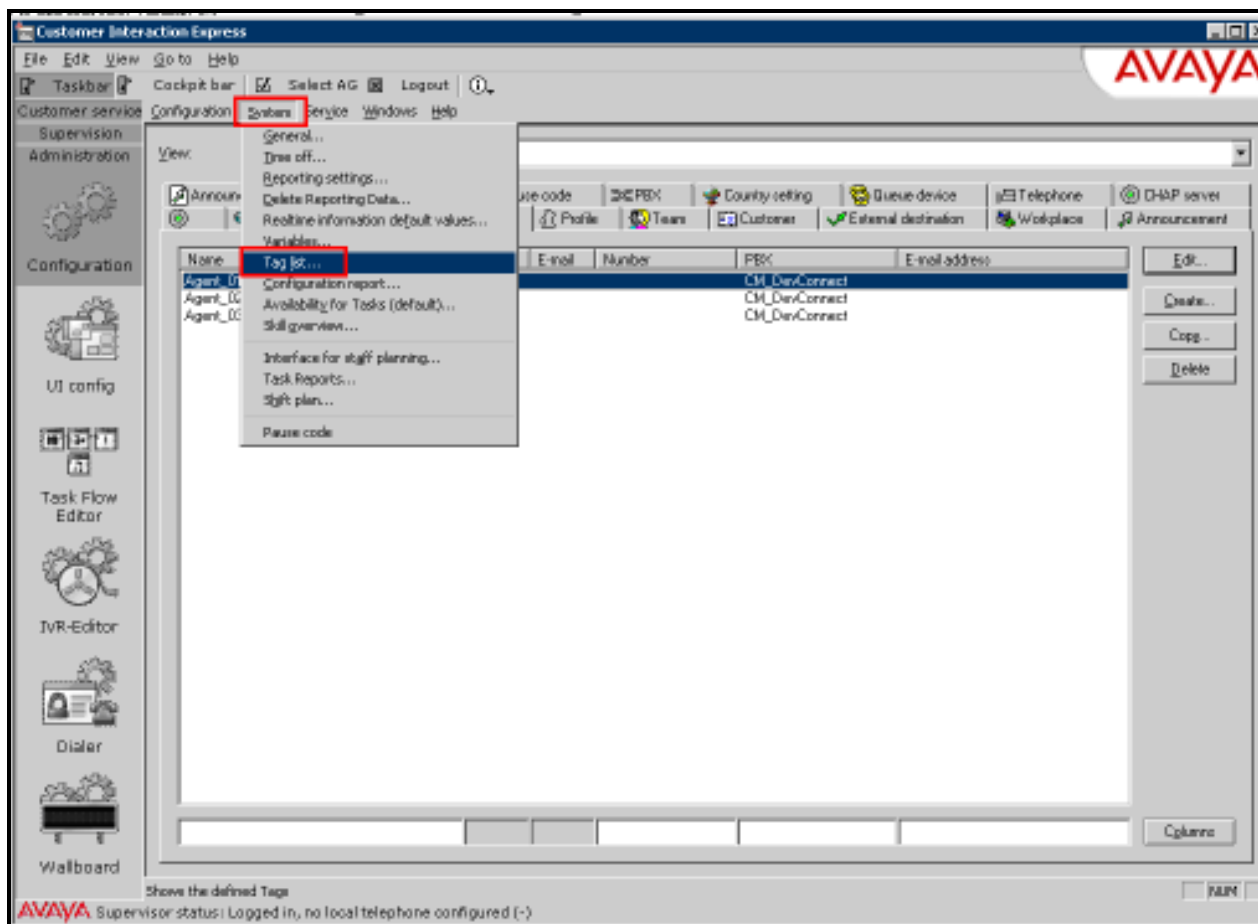 Customer Interaction Express
File Edit View Go to Help
AVAYA
Taskbar Cockpit bar Select AG Logout
Customer service Configuration System Service Windows Help
Supervision
Administration
View:
General...
Time off...
Reporting settings...
Delete Reporting Data...
Realtime information default values...
Variables...
Tag list...
Configuration report...
Availability for Tasks (default)...
Skill overview...
Interface for staff planning...
Task Reports...
Shift plan...
Pause code
PBX Country setting Queue device Telephone CHAP server
Profile Team Customer External destination Workplace Announcement
Name E-mail Number PBX E-mail address
Agent_01 CM_DevConnect
Agent_02 CM_DevConnect
Agent_03 CM_DevConnect
Edit...
Create...
Copy...
Delete
Columns
Configuration
UI config
Task Flow
Editor
IVR-Editor
Dialer
Wallboard
Shows the defined Tags
NUM
AVAYA Supervisor status: Logged in, no local telephone configured (-)